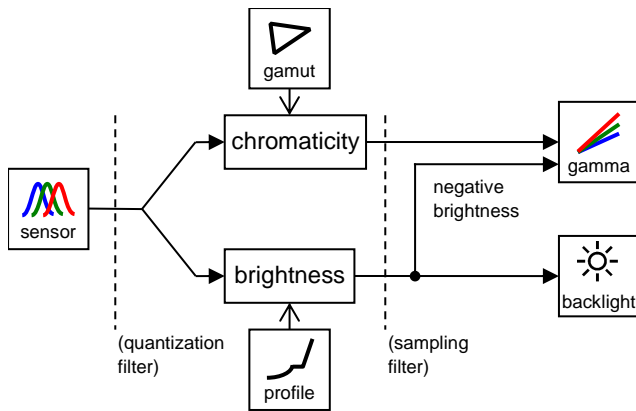 gamut
chromaticity
gamma
negative
brightness
sensor
brightness
backlight
(quantization
filter)
(sampling
filter)
profile